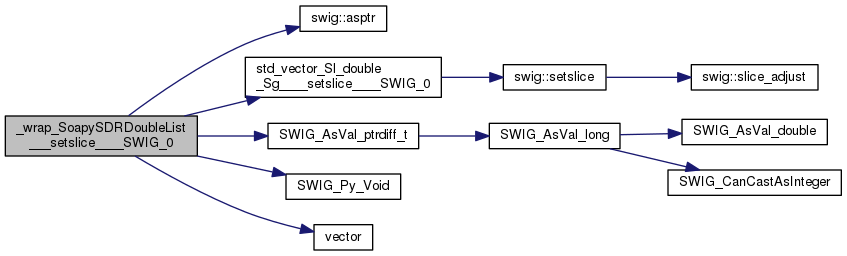 _wrap_SoapySDRDoubleList
___setslice____SWIG_0
swig::asptr
std_vector_Sl_double
_Sg____setslice____SWIG_0
swig::setslice
swig::slice_adjust
SWIG_AsVal_ptrdiff_t
SWIG_AsVal_long
SWIG_AsVal_double
SWIG_CanCastAsInteger
SWIG_Py_Void
vector